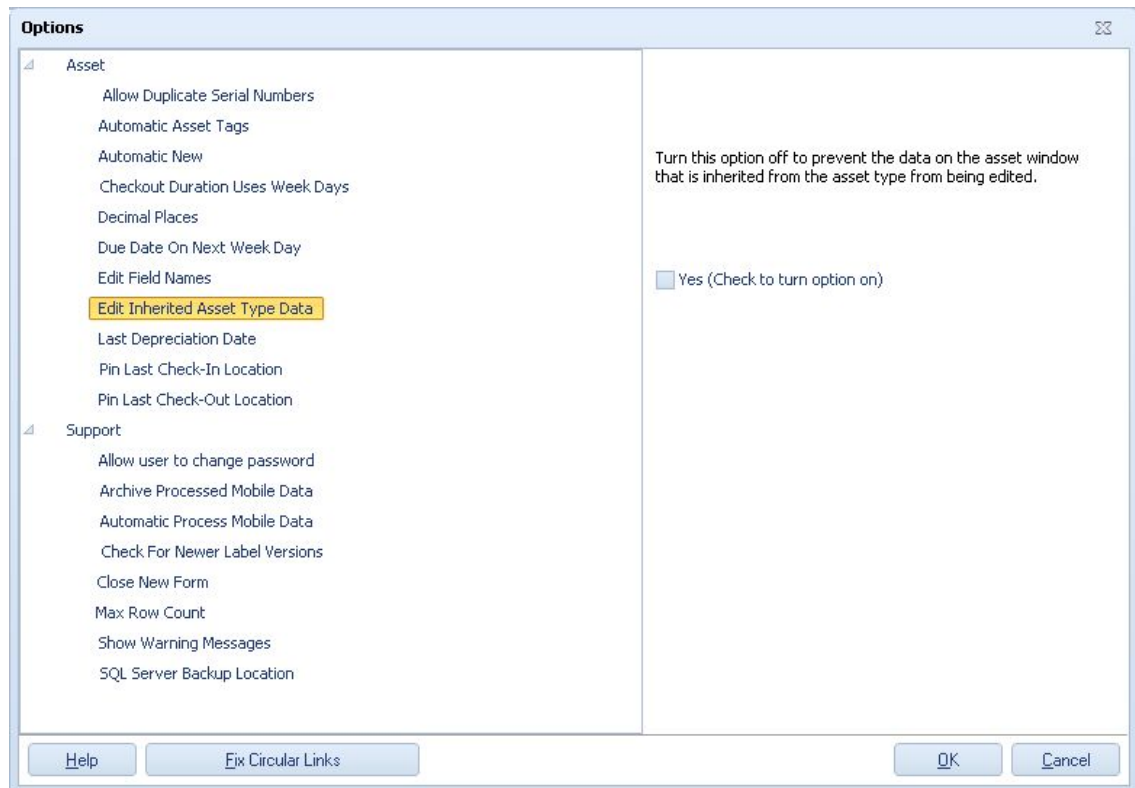 Options
Asset
Allow Duplicate Serial Numbers
Automatic Asset Tags
Automatic New
Checkout Duration Uses Week Days
Decimal Places
Due Date On Next Week Day
Edit Field Names
Edit Inherited Asset Type Data
Last Depreciation Date
Pin Last Check-In Location
Pin Last Check-Out Location
Support
Allow user to change password
Archive Processed Mobile Data
Automatic Process Mobile Data
Check For Newer Label Versions
Close New Form
Max Row Count
Show Warning Messages
SQL Server Backup Location
Turn this option off to prevent the data on the asset window
that is inherited from the asset type from being edited.
Yes (Check to turn option on)
Help
Fix Circular Links
OK
Cancel